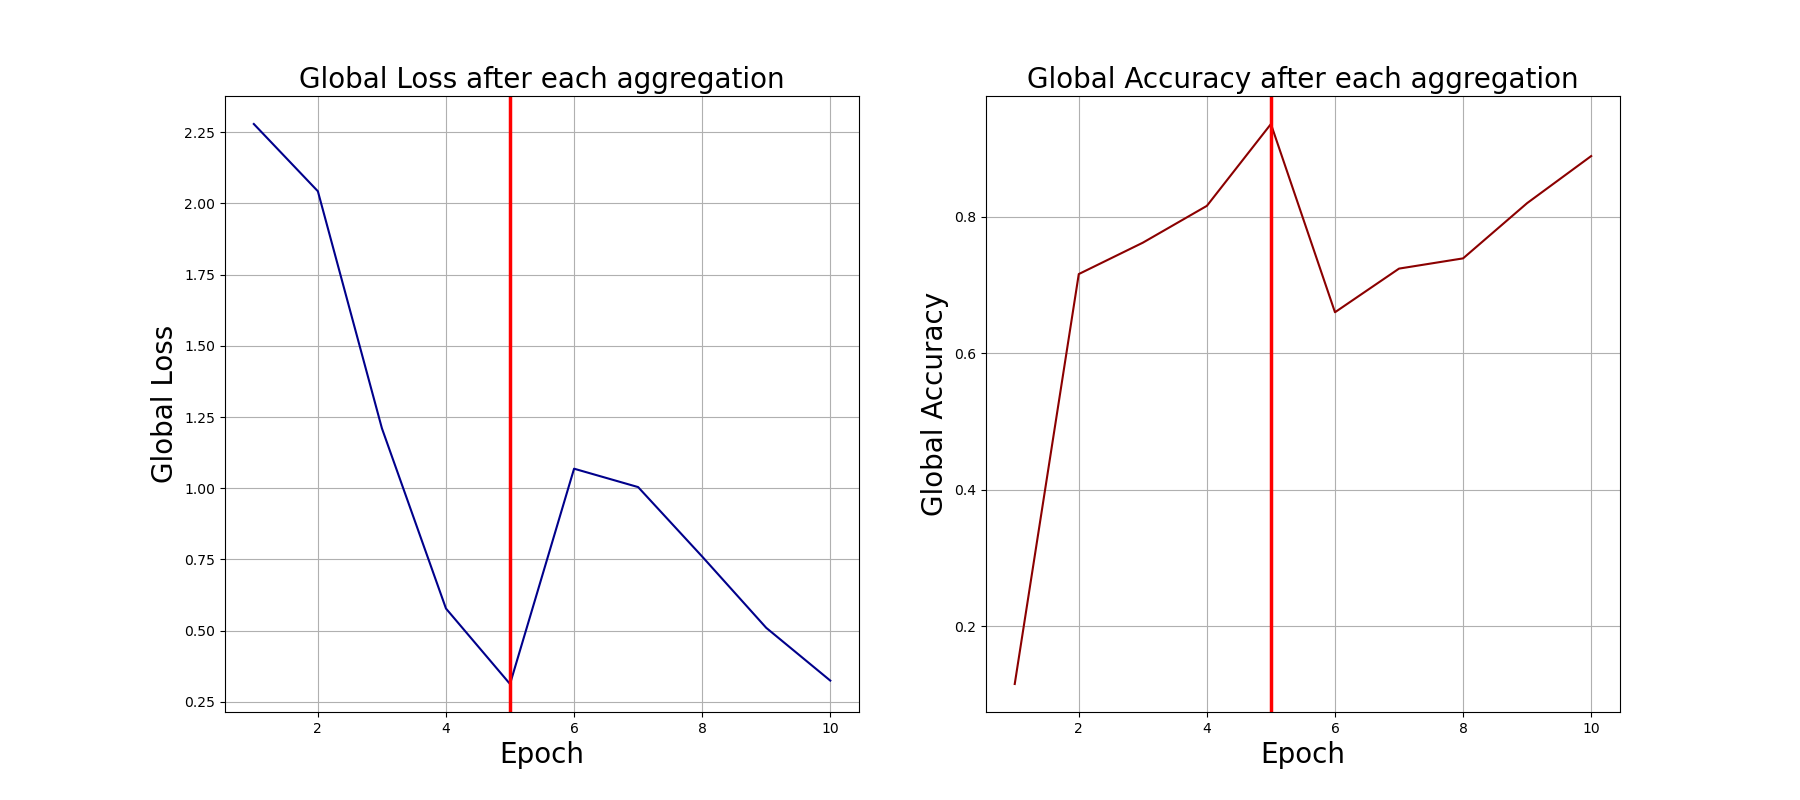 Global Loss after each aggregation
Global Loss
2.25
2.00
1.75
1.50
1.25
1.00
0.75
0.50
0.25
2 4 6 8 10
Epoch
Global Accuracy after each aggregation
Global Accuracy
0.8
0.6
0.4
0.2
2 4 6 8 10
Epoch